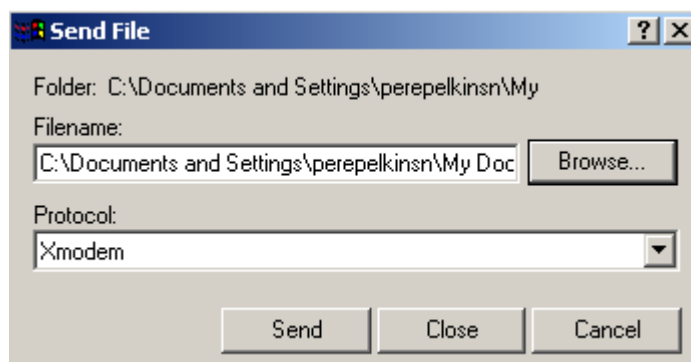 Send File
Folder: C:\Documents and Settings\perepelkinsn\My
Filename:
C:\Documents and Settings\perepelkinsn\My Doc
Browse...
Protocol:
Xmodem
Send Close Cancel